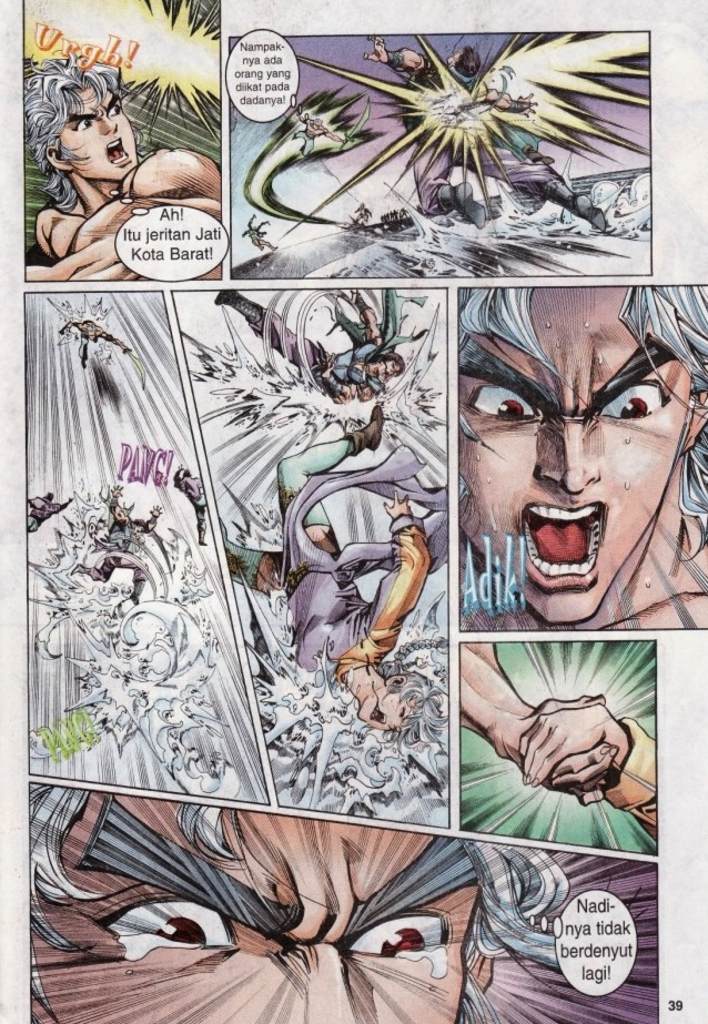 Urgh!
Ah!
Itu jeritan Jati
Kota Barat!
Nampak-
nya ada
orang yang
diikat pada
dadanya!
PANG!
PANG!
Adik!
Nadi-
nya tidak
berdenyut
lagi!
39